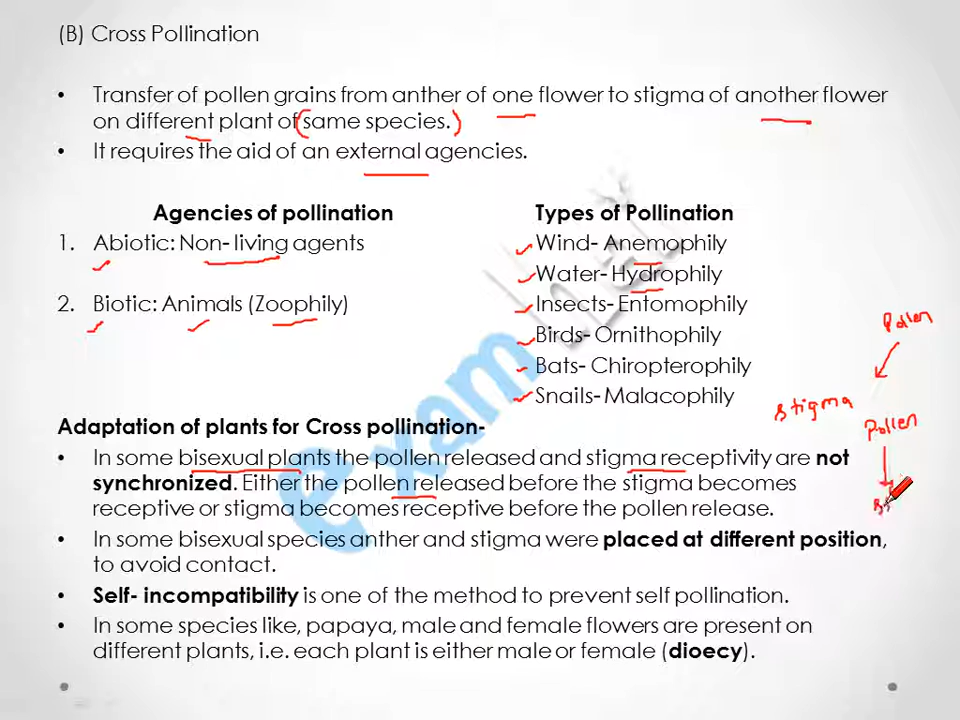 (B) Cross Pollination
• Transfer of pollen grains from anther of one flower to stigma of another flower
on different plant of same species.
• It requires the aid of an external agencies.
Agencies of pollination
1. Abiotic: Non- living agents
2. Biotic: Animals (Zoophily)
Types of Pollination
Wind- Anemophily
Water- Hydrophily
Insects- Entomophily
Birds- Ornithophily
Bats- Chiropterophily
Snails- Malacophily
Pollen
Stigma
Pollen
Adaptation of plants for Cross pollination-
• In some bisexual plants the pollen released and stigma receptivity are not
synchronized. Either the pollen released before the stigma becomes
receptive or stigma becomes receptive before the pollen release.
• In some bisexual species anther and stigma were placed at different position,
to avoid contact.
• Self- incompatibility is one of the method to prevent self pollination.
• In some species like, papaya, male and female flowers are present on
different plants, i.e. each plant is either male or female (dioecy).
exam